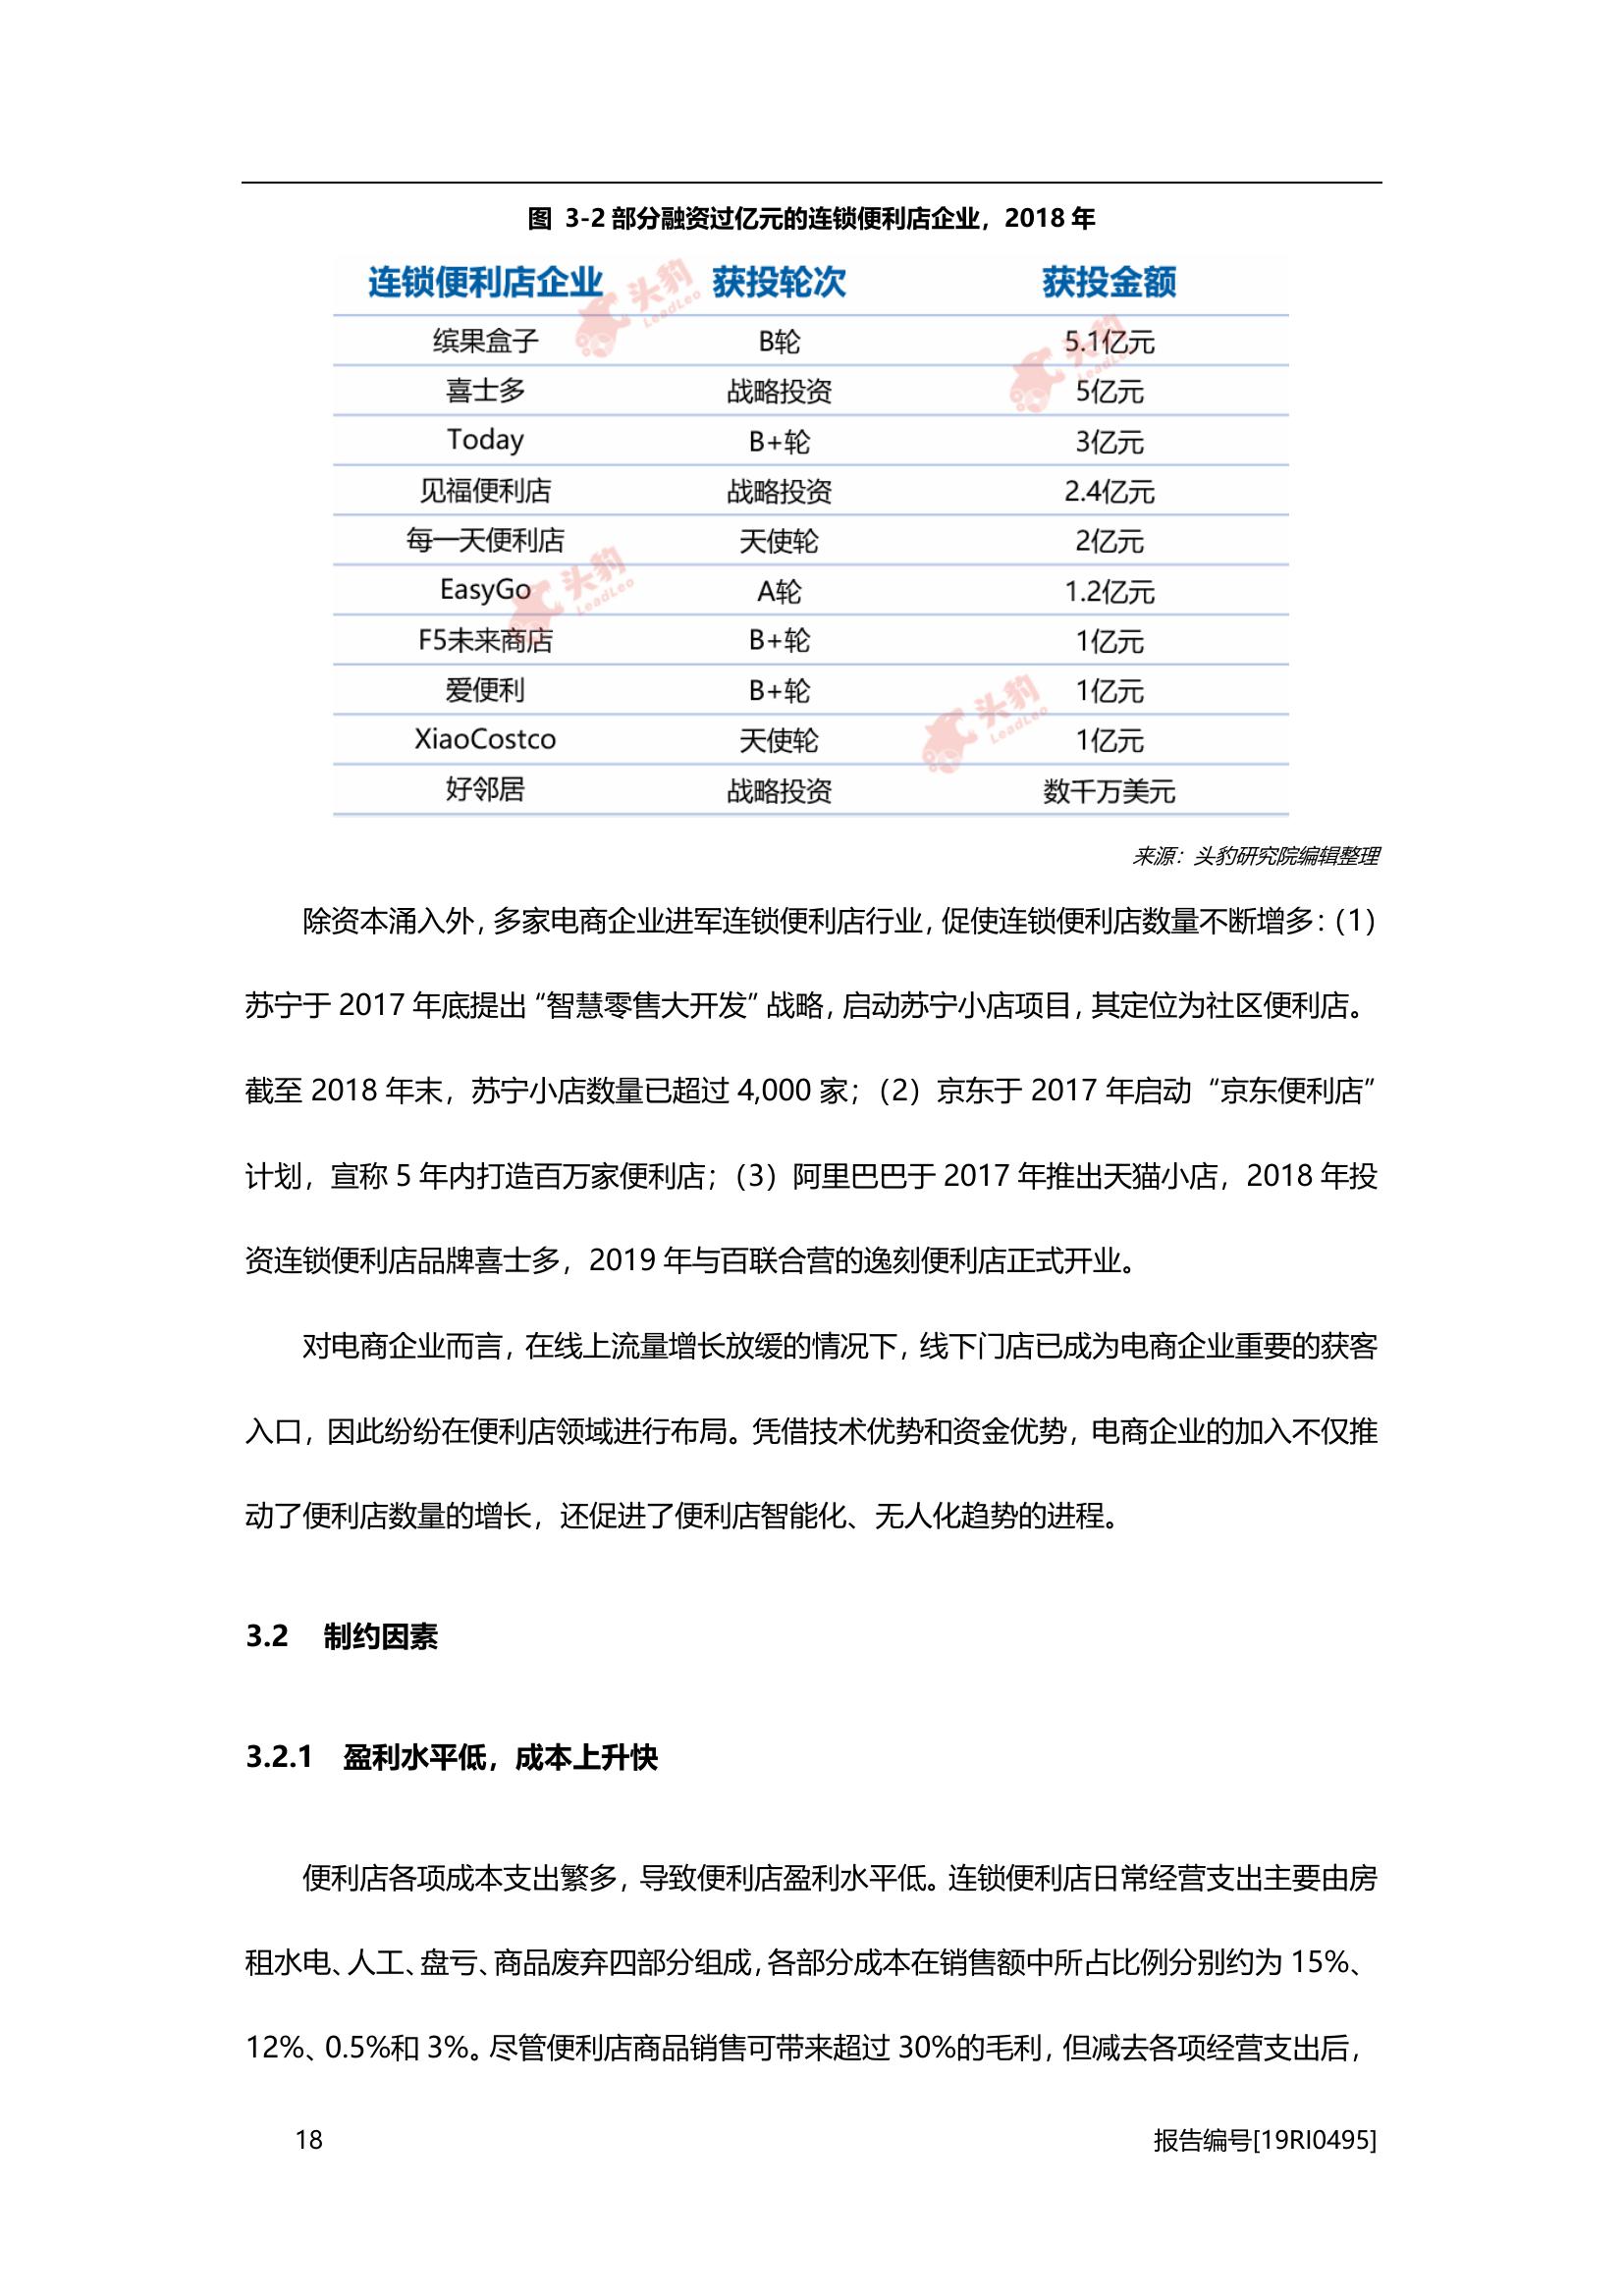 图 3-2 部分融资过亿元的连锁便利店企业，2018 年
连锁便利店企业 获投轮次 获投金额
缤果盒子 B轮 5.1亿元
喜士多 战略投资 5亿元
Today B+轮 3亿元
见福便利店 战略投资 2.4亿元
每一天便利店 天使轮 2亿元
EasyGo A轮 1.2亿元
F5未来商店 B+轮 1亿元
爱便利 B+轮 1亿元
XiaoCostco 天使轮 1亿元
好邻居 战略投资 数千万美元
头豹 LeadLeo
头豹 LeadLeo
头豹 LeadLeo
头豹 LeadLeo
来源：头豹研究院编辑整理
除资本涌入外，多家电商企业进军连锁便利店行业，促使连锁便利店数量不断增多：（1）
苏宁于 2017 年底提出“智慧零售大开发”战略，启动苏宁小店项目，其定位为社区便利店。
截至 2018 年末，苏宁小店数量已超过 4,000 家；（2）京东于 2017 年启动“京东便利店”
计划，宣称 5 年内打造百万家便利店；（3）阿里巴巴于 2017 年推出天猫小店，2018 年投
资连锁便利店品牌喜士多，2019 年与百联合营的逸刻便利店正式开业。
对电商企业而言，在线上流量增长放缓的情况下，线下门店已成为电商企业重要的获客
入口，因此纷纷在便利店领域进行布局。凭借技术优势和资金优势，电商企业的加入不仅推
动了便利店数量的增长，还促进了便利店智能化、无人化趋势的进程。
3.2 制约因素
3.2.1 盈利水平低，成本上升快
便利店各项成本支出繁多，导致便利店盈利水平低。连锁便利店日常经营支出主要由房
租水电、人工、盘亏、商品废弃四部分组成，各部分成本在销售额中所占比例分别约为 15%、
12%、0.5%和 3%。尽管便利店商品销售可带来超过 30%的毛利，但减去各项经营支出后，
18 报告编号[19RI0495]